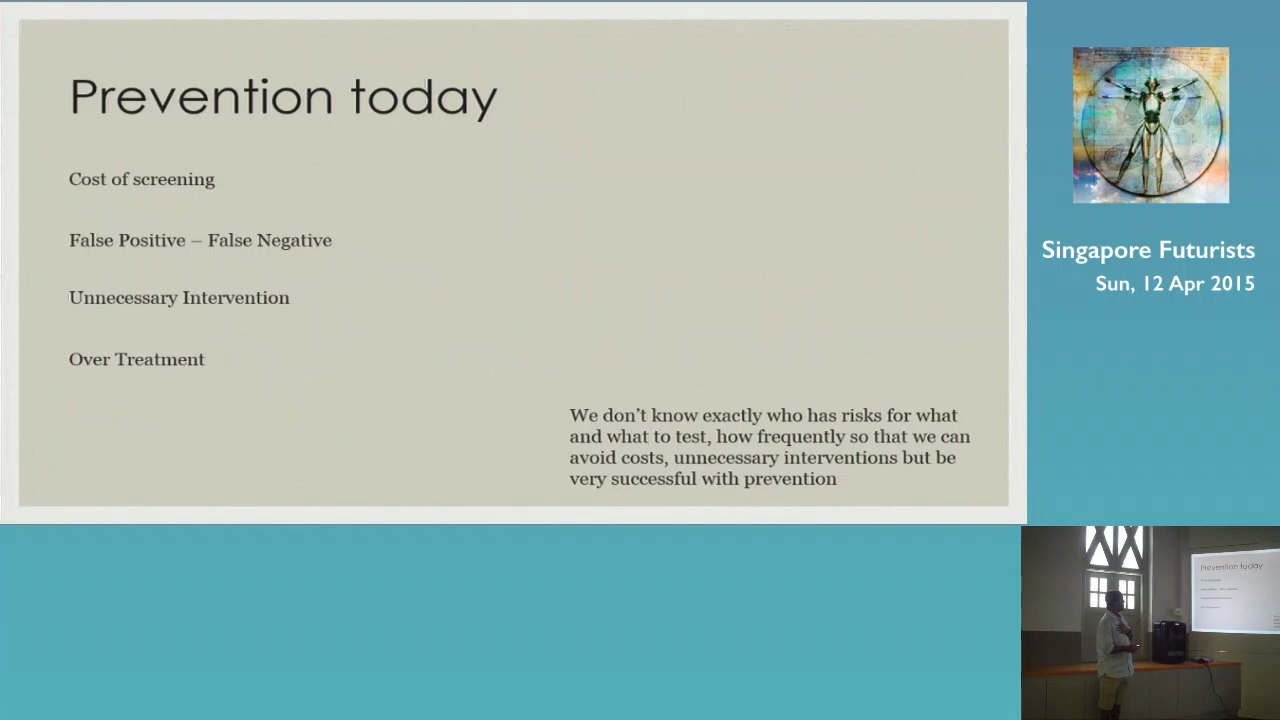 Prevention today
Cost of screening
False Positive – False Negative
Unnecessary Intervention
Over Treatment
We don't know exactly who has risks for what
and what to test, how frequently so that we can
avoid costs, unnecessary interventions but be
very successful with prevention
Singapore Futurists
Sun, 12 Apr 2015
Prevention today